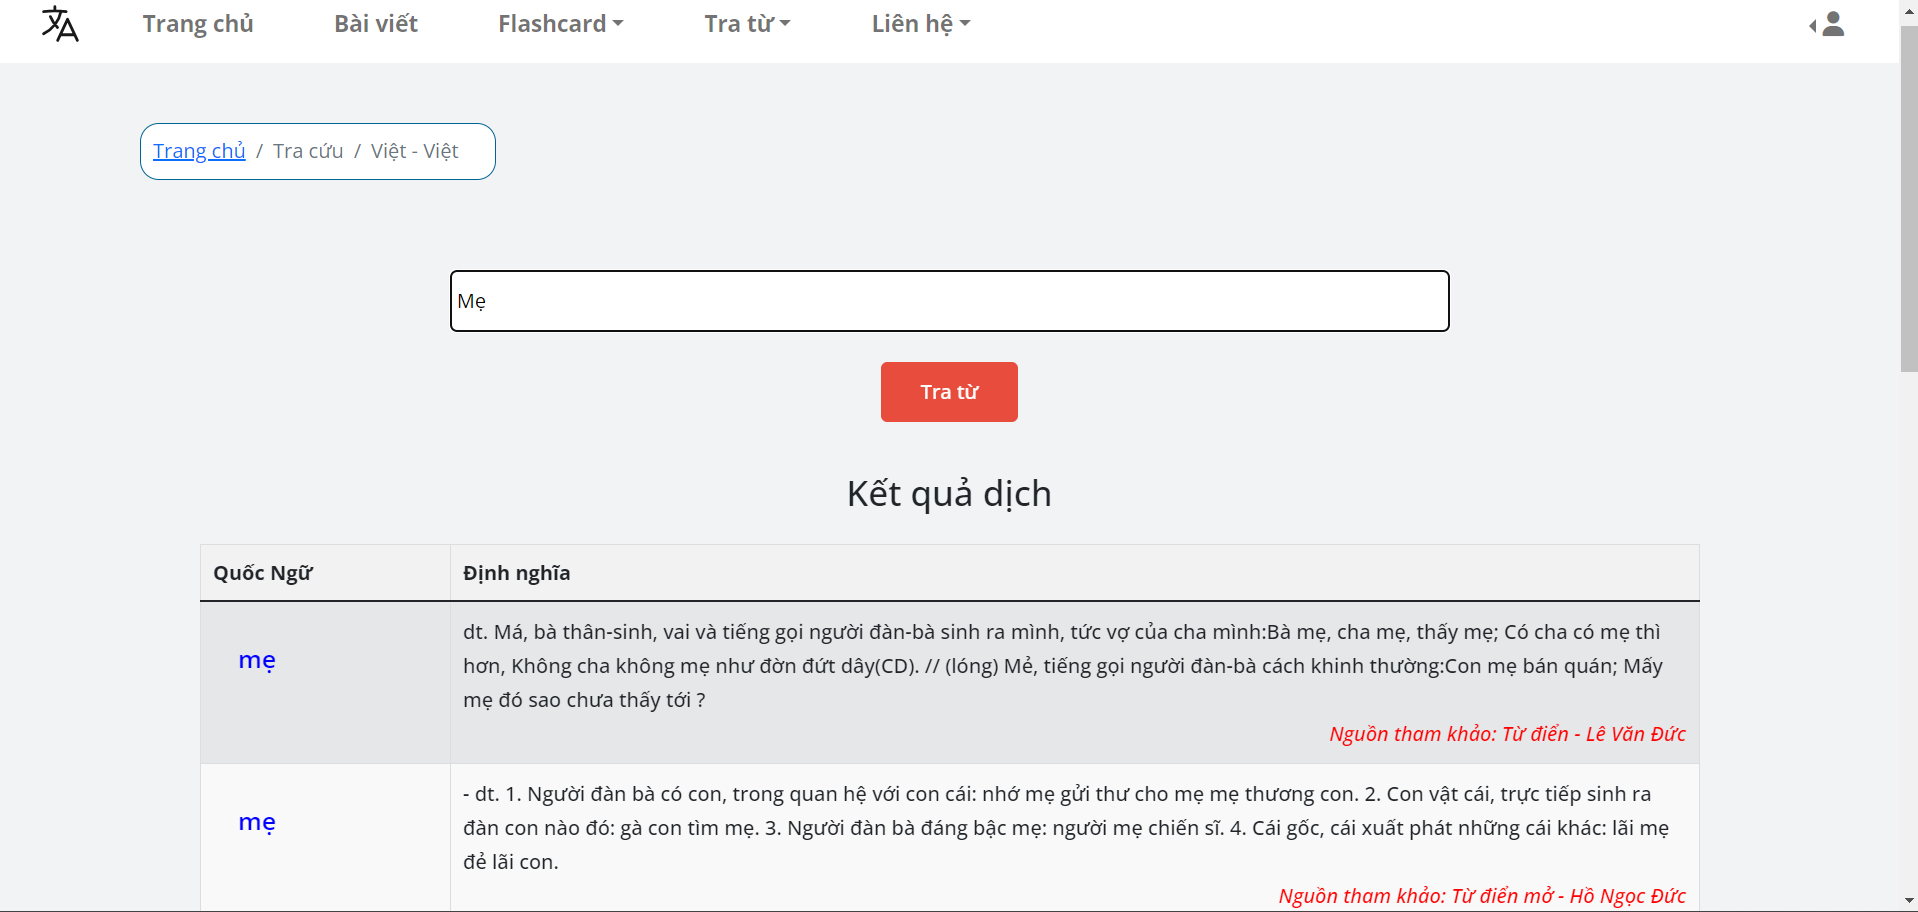 Trang chủ Bài viết Flashcard Tra từ Liên hệ
Trang chủ / Tra cứu / Việt - Việt
Mẹ
Tra từ
Kết quả dịch
Quốc Ngữ Định nghĩa
mẹ
dt. Má, bà thân-sinh, vai và tiếng gọi người đàn-bà sinh ra mình, tức vợ của cha mình:Bà mẹ, cha mẹ, thấy mẹ; Có cha có mẹ thì
hơn, Không cha không mẹ như đờn đứt dây(CD). // (lóng) Mẻ, tiếng gọi người đàn-bà cách khinh thường:Con mẹ bán quán; Mấy
mẹ đó sao chưa thấy tới ?
Nguồn tham khảo: Từ điển - Lê Văn Đức
mẹ
- dt. 1. Người đàn bà có con, trong quan hệ với con cái: nhớ mẹ gửi thư cho mẹ mẹ thương con. 2. Con vật cái, trực tiếp sinh ra
đàn con nào đó: gà con tìm mẹ. 3. Người đàn bà đáng bậc mẹ: người mẹ chiến sĩ. 4. Cái gốc, cái xuất phát những cái khác: lãi mẹ
đẻ lãi con.
Nguồn tham khảo: Từ điển mở - Hồ Ngọc Đức